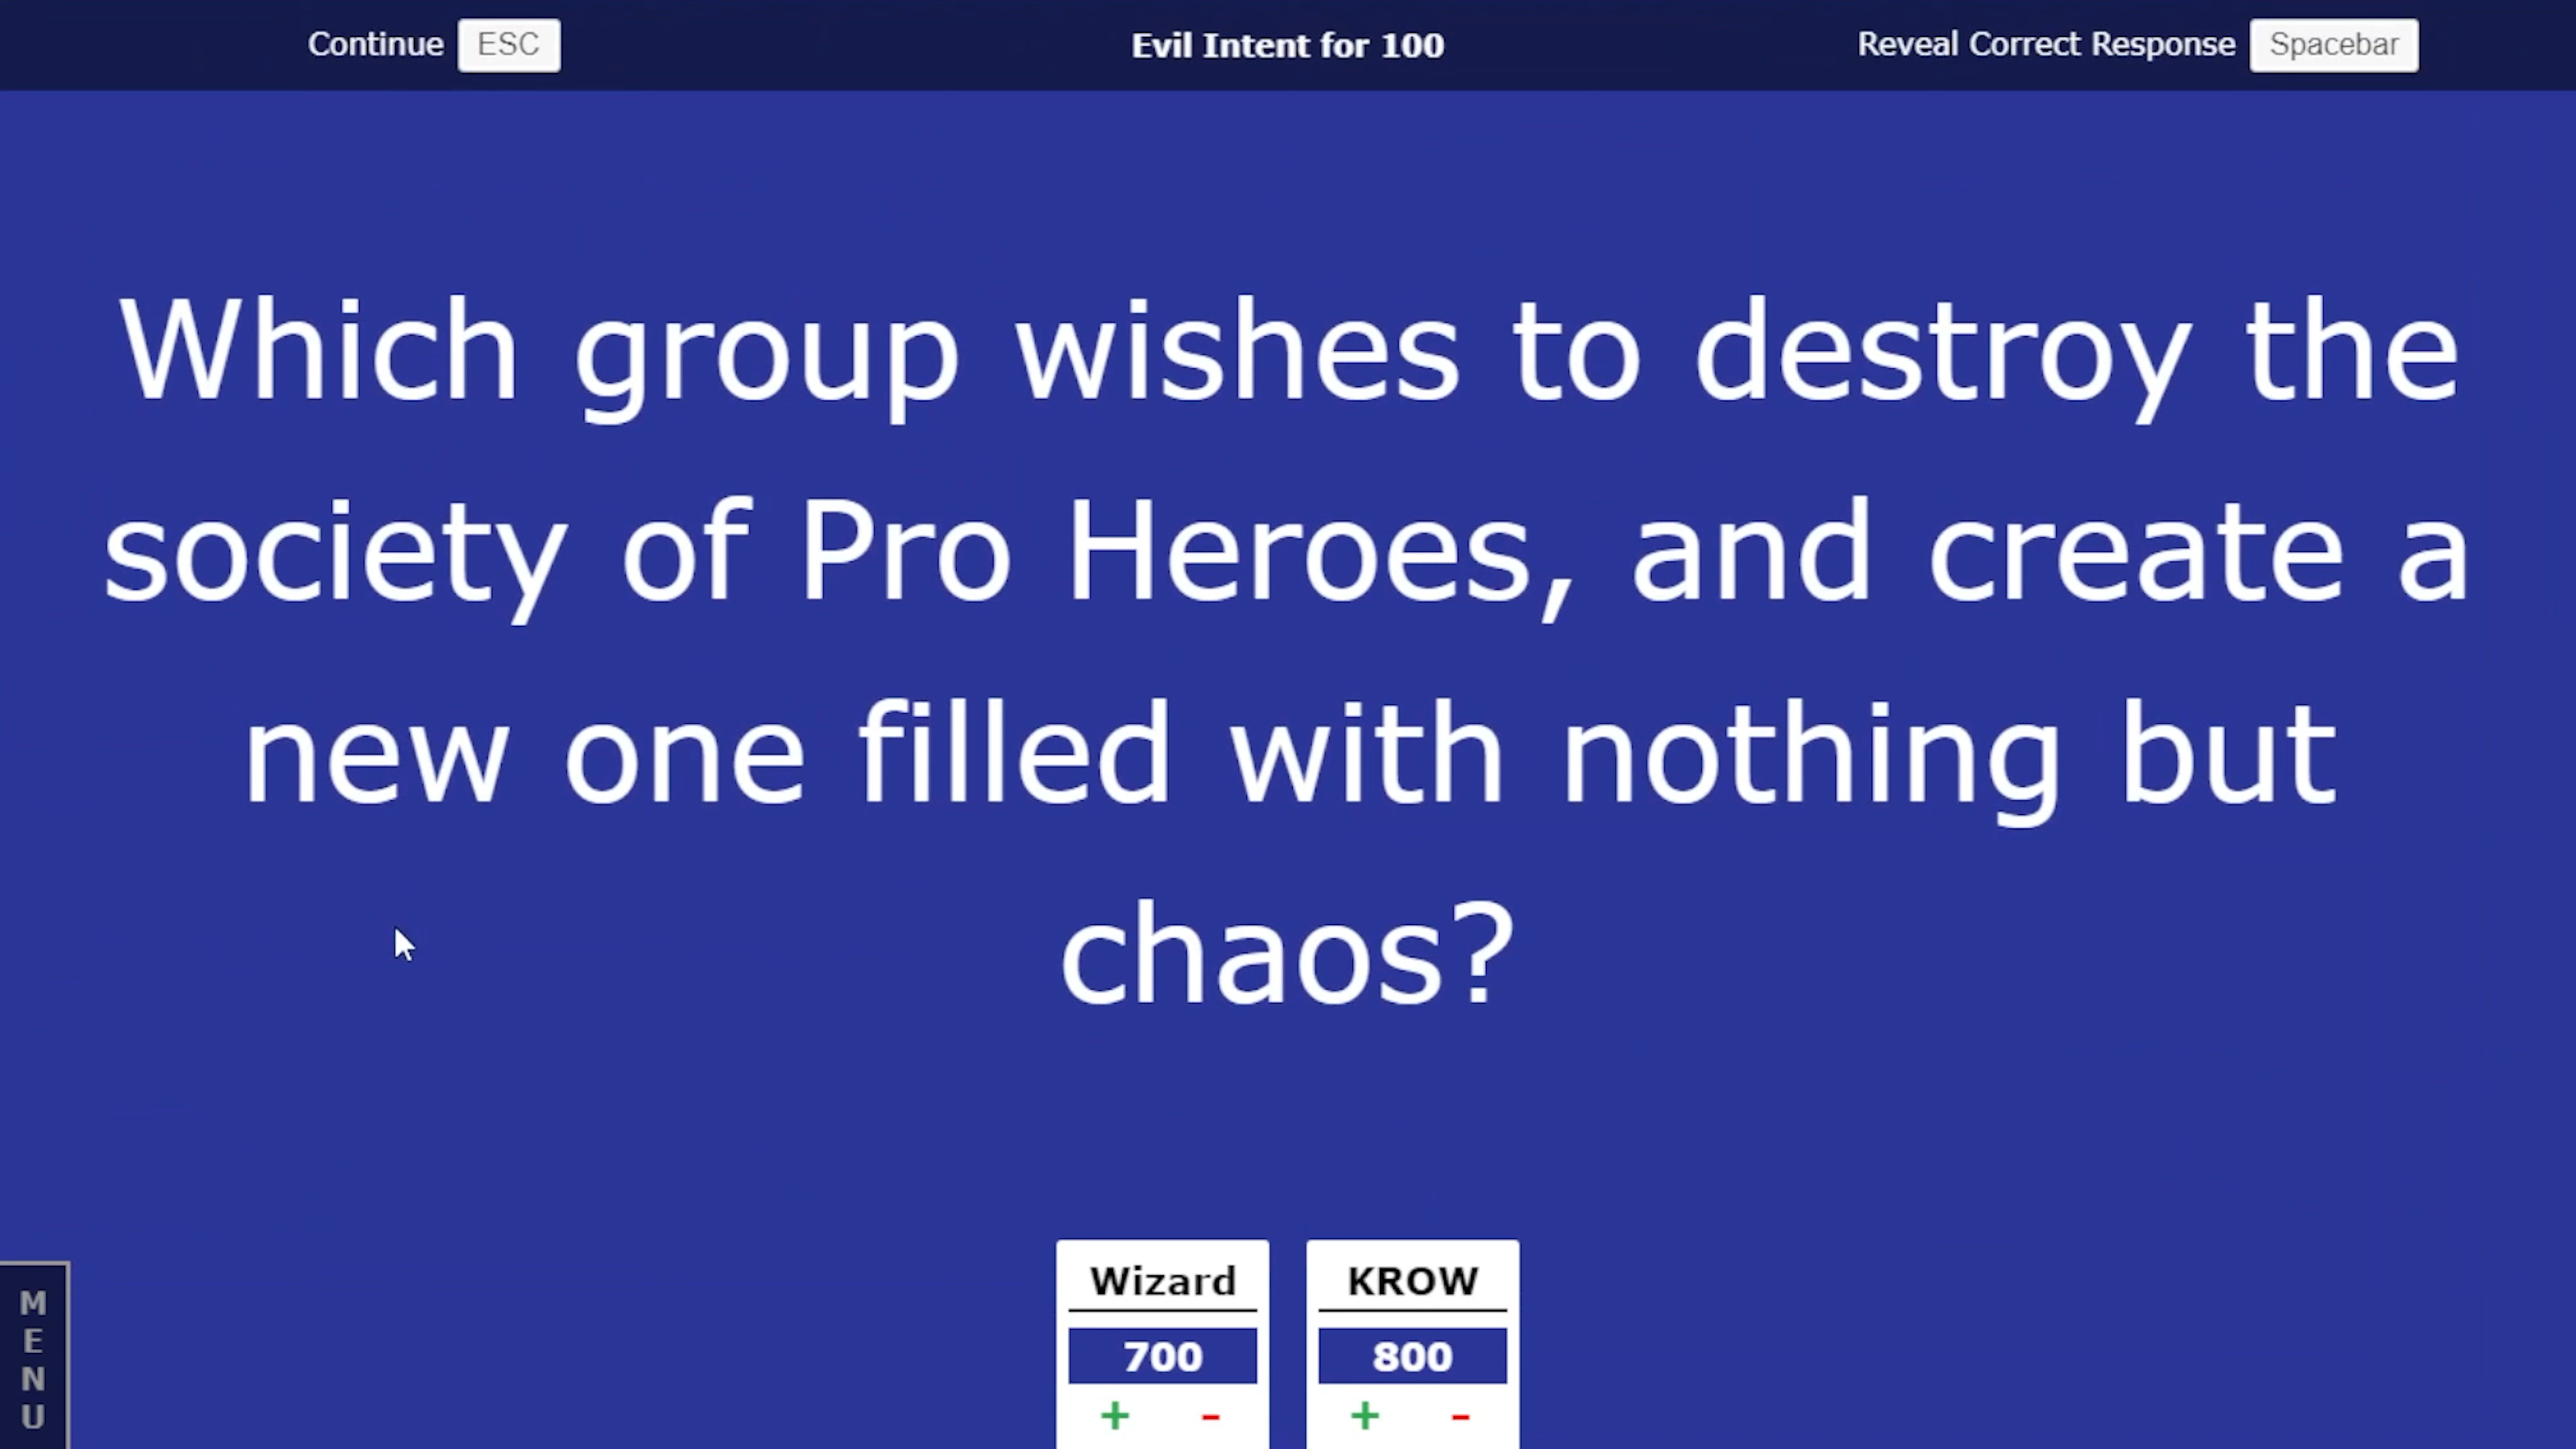 Continue ESC
Evil Intent for 100
Reveal Correct Response Spacebar
Which group wishes to destroy the
society of Pro Heroes, and create a
new one filled with nothing but
chaos?
MENU
Wizard
700
+ -
KROW
800
+ -